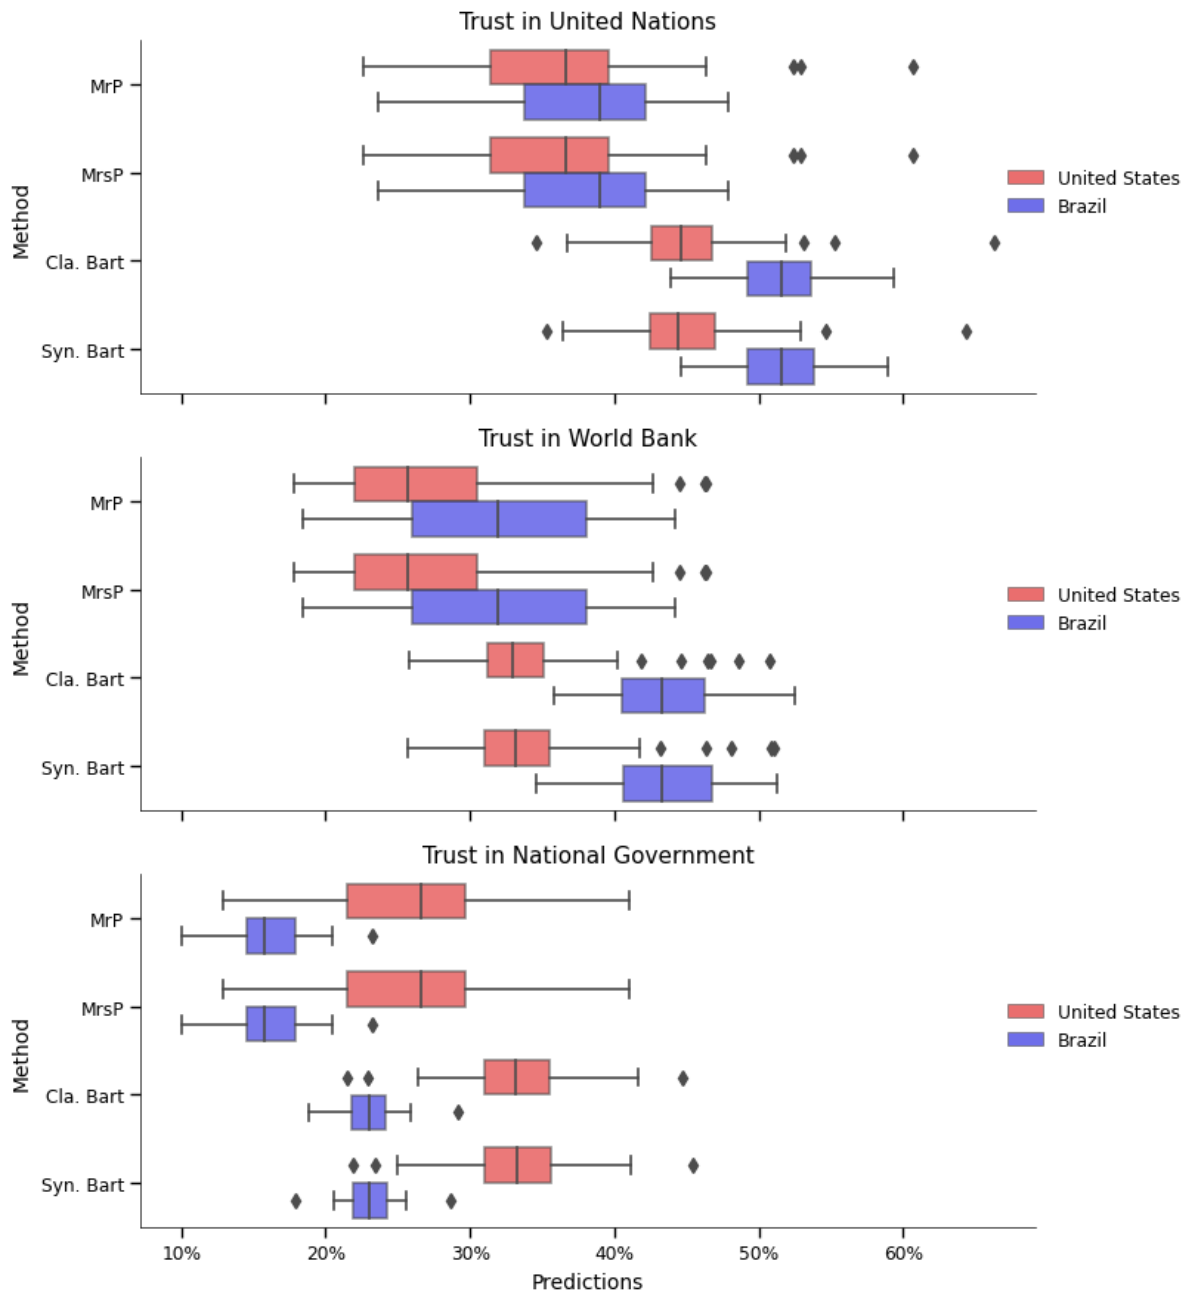 Trust in United Nations
Method
MrP
MrsP
Cla. Bart
Syn. Bart
United States
Brazil
Trust in World Bank
Method
MrP
MrsP
Cla. Bart
Syn. Bart
United States
Brazil
Trust in National Government
Method
MrP
MrsP
Cla. Bart
Syn. Bart
United States
Brazil
10% 20% 30% 40% 50% 60%
Predictions